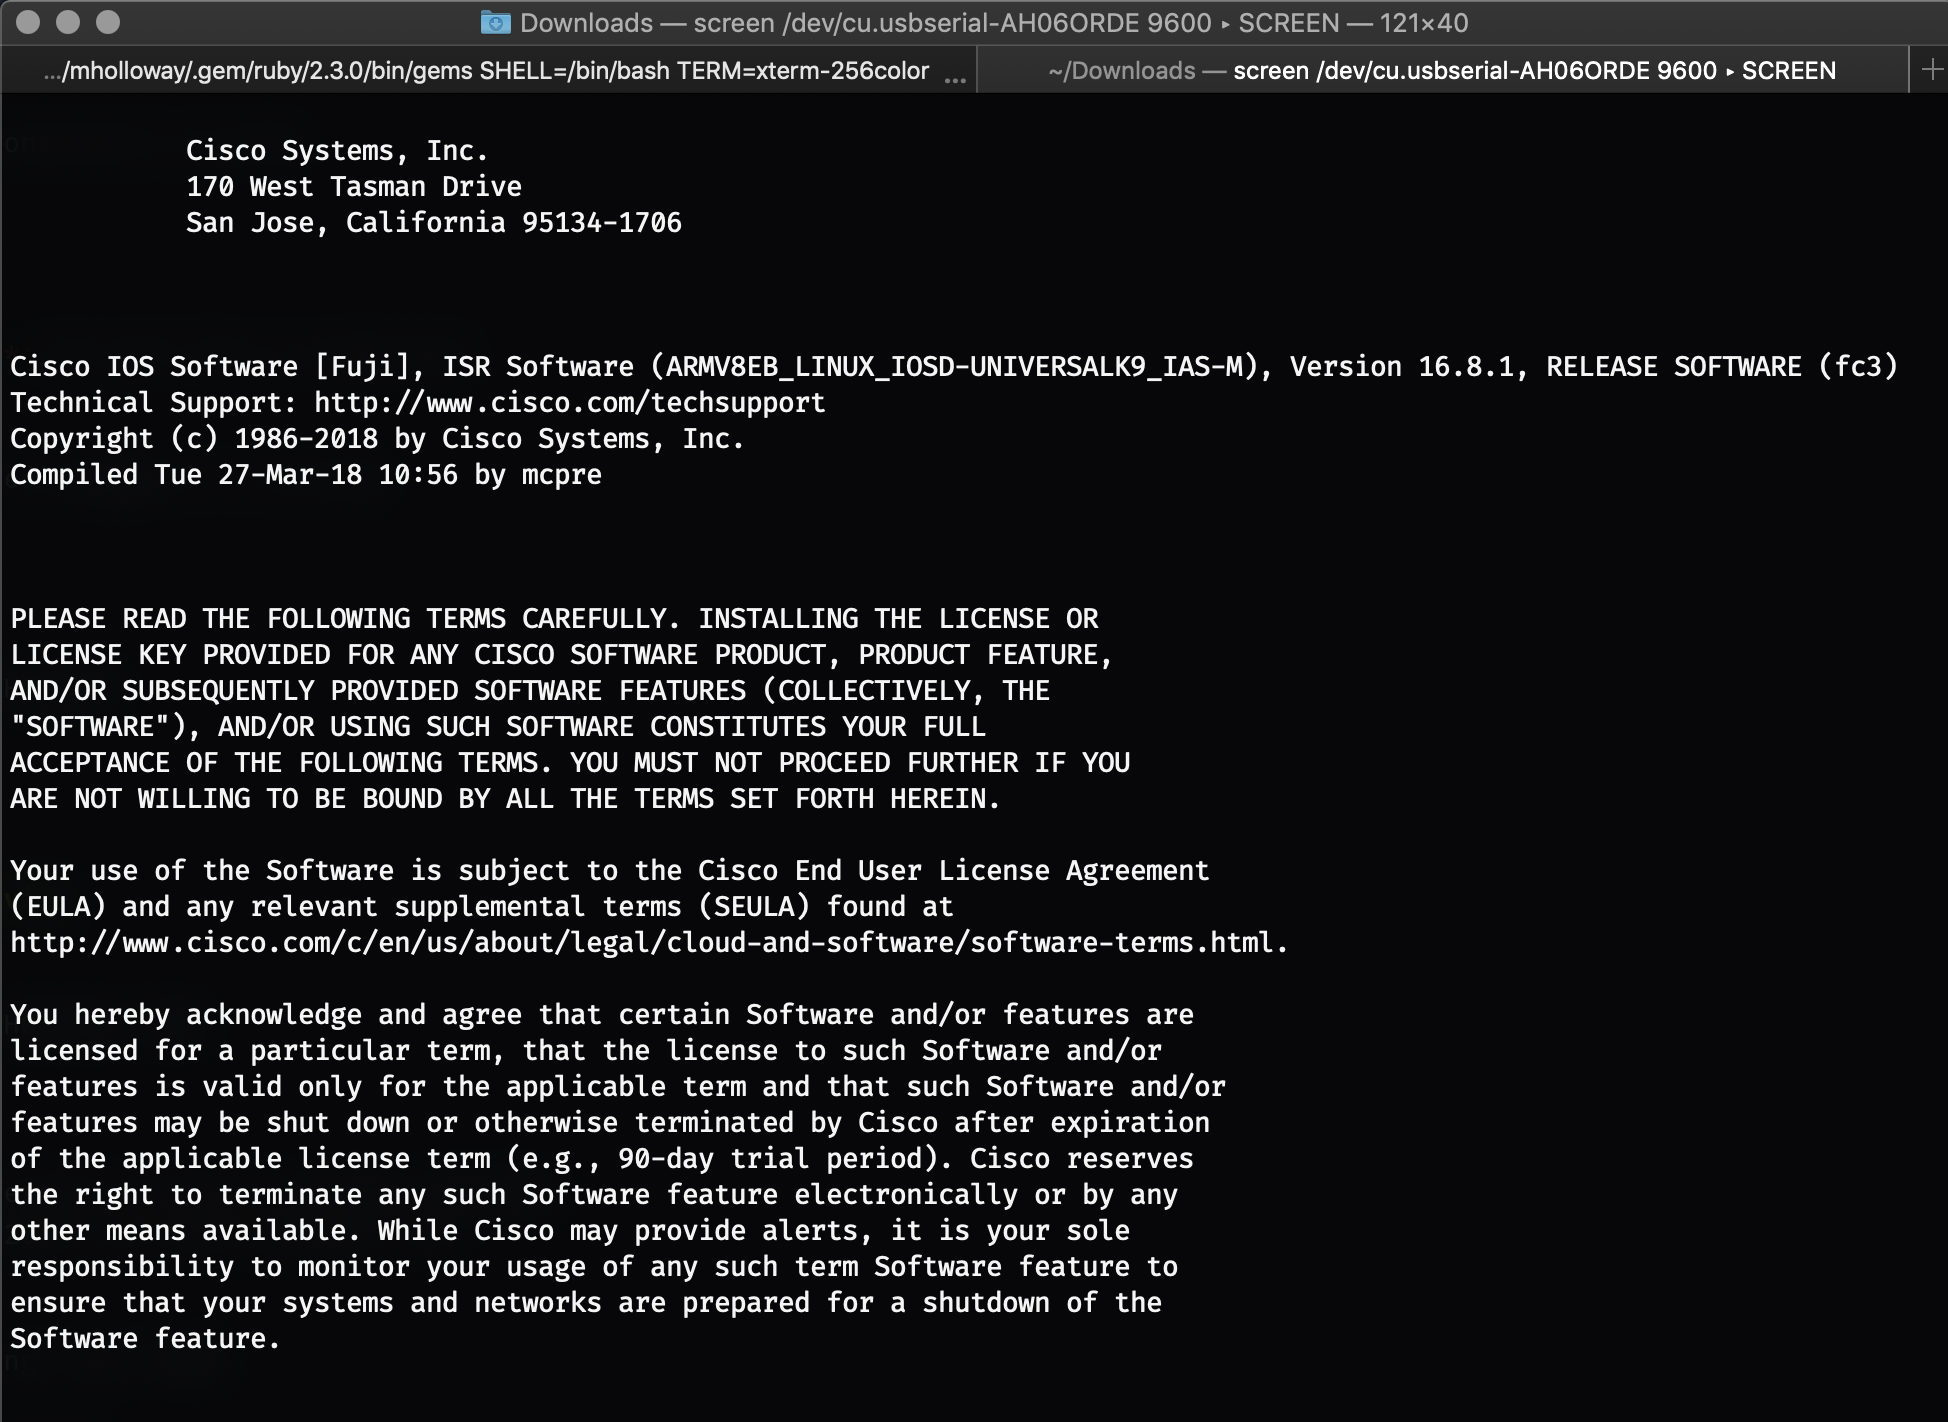 Downloads — screen /dev/cu.usbserial-AH06ORDE 9600 ▸ SCREEN — 121×40
.../mholloway/.gem/ruby/2.3.0/bin/gems SHELL=/bin/bash TERM=xterm-256color ...
~/Downloads — screen /dev/cu.usbserial-AH06ORDE 9600 ▸ SCREEN
Cisco Systems, Inc.
170 West Tasman Drive
San Jose, California 95134-1706
Cisco IOS Software [Fuji], ISR Software (ARMV8EB_LINUX_IOSD-UNIVERSALK9_IAS-M), Version 16.8.1, RELEASE SOFTWARE (fc3)
Technical Support: http://www.cisco.com/techsupport
Copyright (c) 1986-2018 by Cisco Systems, Inc.
Compiled Tue 27-Mar-18 10:56 by mcpre
PLEASE READ THE FOLLOWING TERMS CAREFULLY. INSTALLING THE LICENSE OR
LICENSE KEY PROVIDED FOR ANY CISCO SOFTWARE PRODUCT, PRODUCT FEATURE,
AND/OR SUBSEQUENTLY PROVIDED SOFTWARE FEATURES (COLLECTIVELY, THE
"SOFTWARE"), AND/OR USING SUCH SOFTWARE CONSTITUTES YOUR FULL
ACCEPTANCE OF THE FOLLOWING TERMS. YOU MUST NOT PROCEED FURTHER IF YOU
ARE NOT WILLING TO BE BOUND BY ALL THE TERMS SET FORTH HEREIN.
Your use of the Software is subject to the Cisco End User License Agreement
(EULA) and any relevant supplemental terms (SEULA) found at
http://www.cisco.com/c/en/us/about/legal/cloud-and-software/software-terms.html.
You hereby acknowledge and agree that certain Software and/or features are
licensed for a particular term, that the license to such Software and/or
features is valid only for the applicable term and that such Software and/or
features may be shut down or otherwise terminated by Cisco after expiration
of the applicable license term (e.g., 90-day trial period). Cisco reserves
the right to terminate any such Software feature electronically or by any
other means available. While Cisco may provide alerts, it is your sole
responsibility to monitor your usage of any such term Software feature to
ensure that your systems and networks are prepared for a shutdown of the
Software feature.